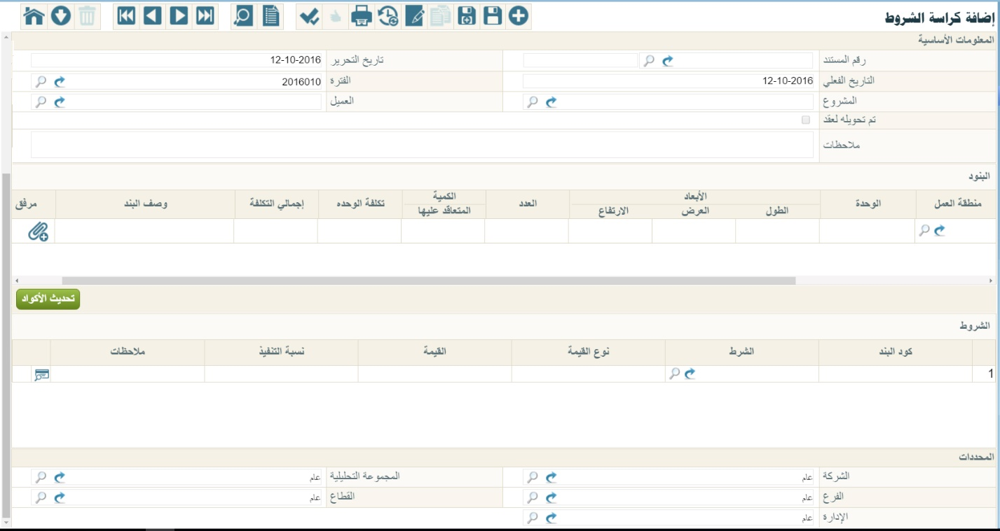 إضافة كراسة الشروط
المعلومات الأساسية
رقم المستند تاريخ التحرير 12-10-2016
التاريخ الفعلي 12-10-2016 الفترة 2016010
المشروع العميل
تم تحويله لعقد
ملاحظات
البنود
منطقة العمل الوحدة الأبعاد الطول العرض الارتفاع العدد الكمية المتعاقد عليها تكلفة الوحده إجمالي التكلفة وصف البند مرفق
تحديث الأكواد
الشروط
كود البند الشرط نوع القيمة القيمة نسبة التنفيذ ملاحظات
1
المحددات
الشركة عام المجموعة التحليلية عام
الفرع عام القطاع عام
الإدارة عام